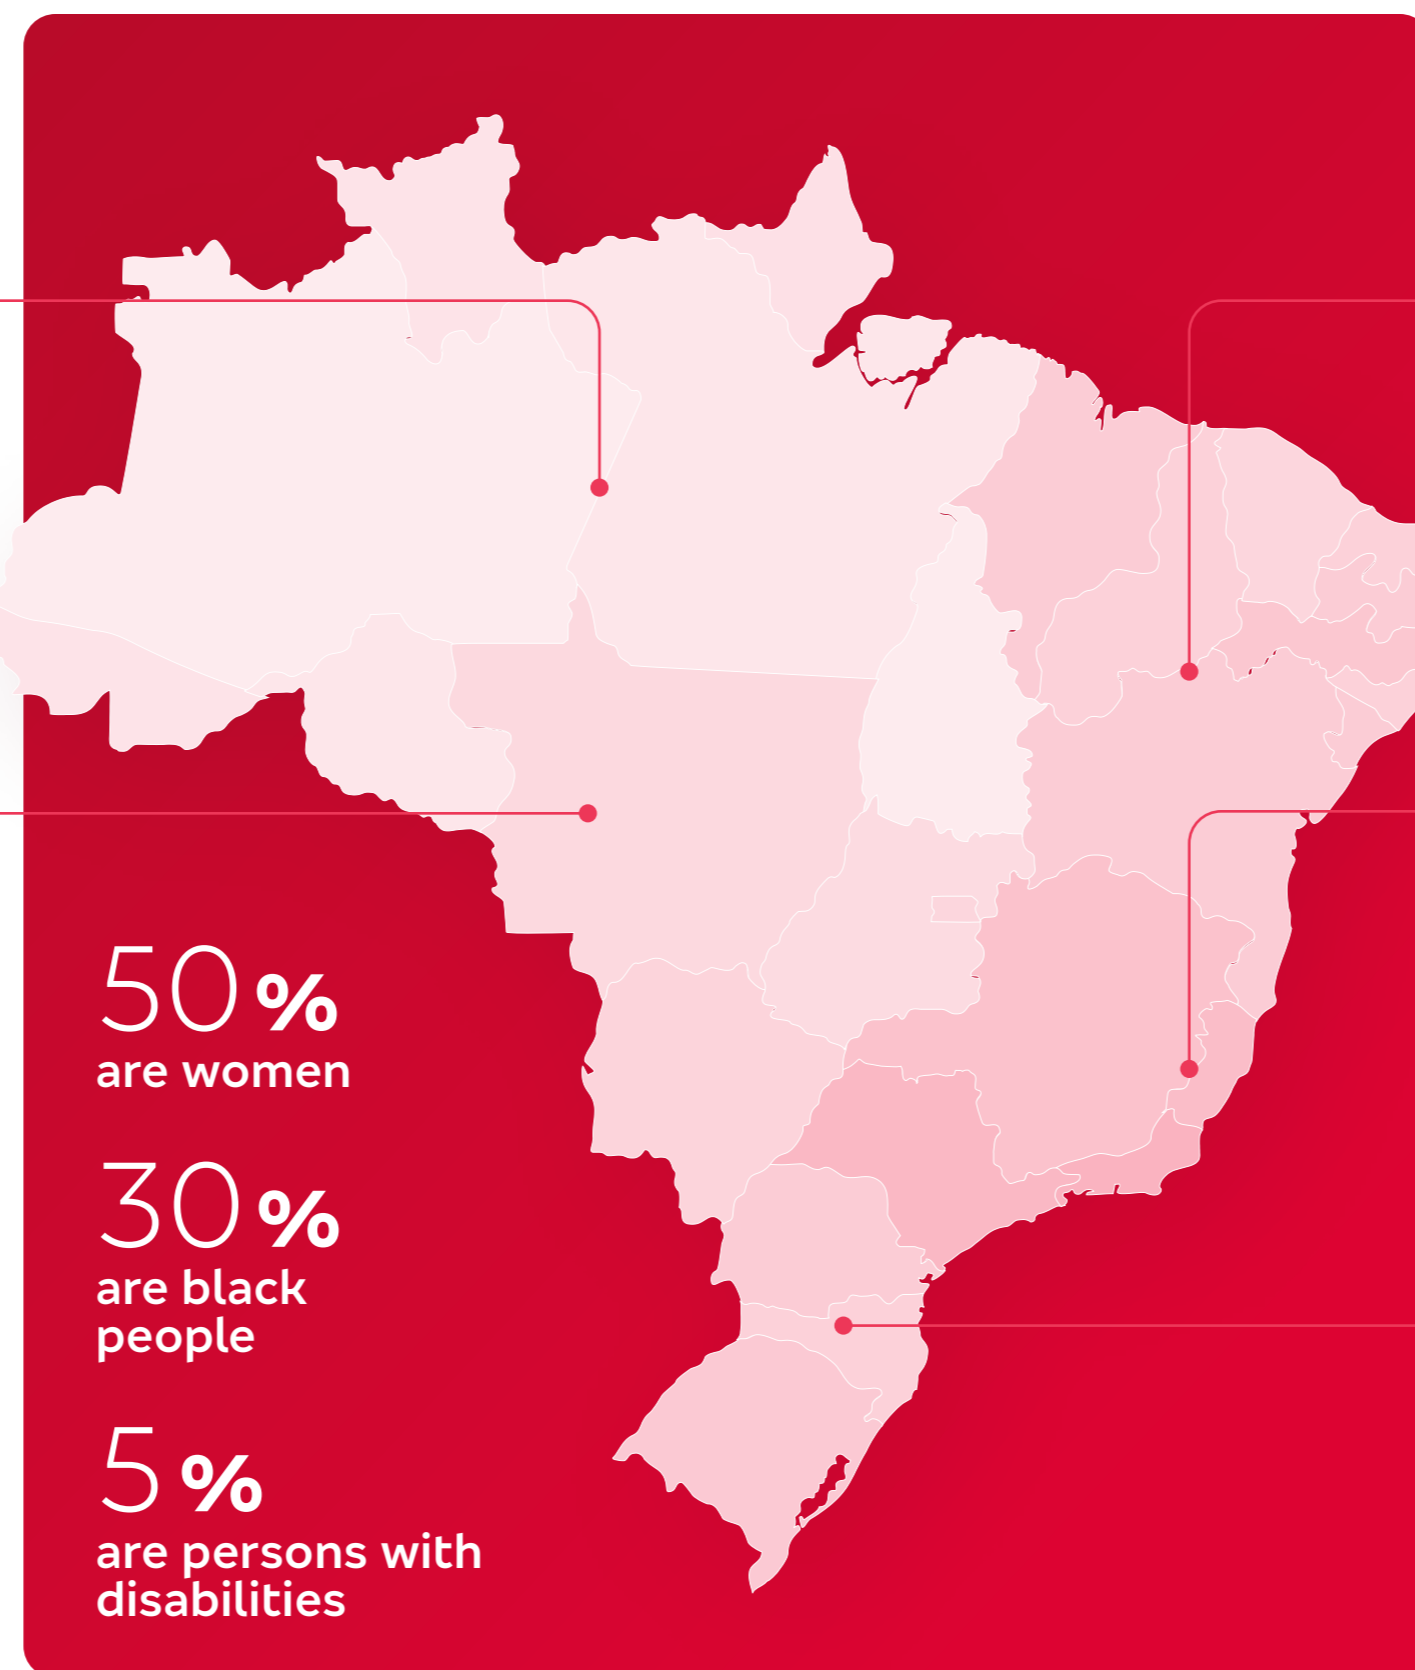 50 %
are women
30 %
are black
people
5 %
are persons with
disabilities